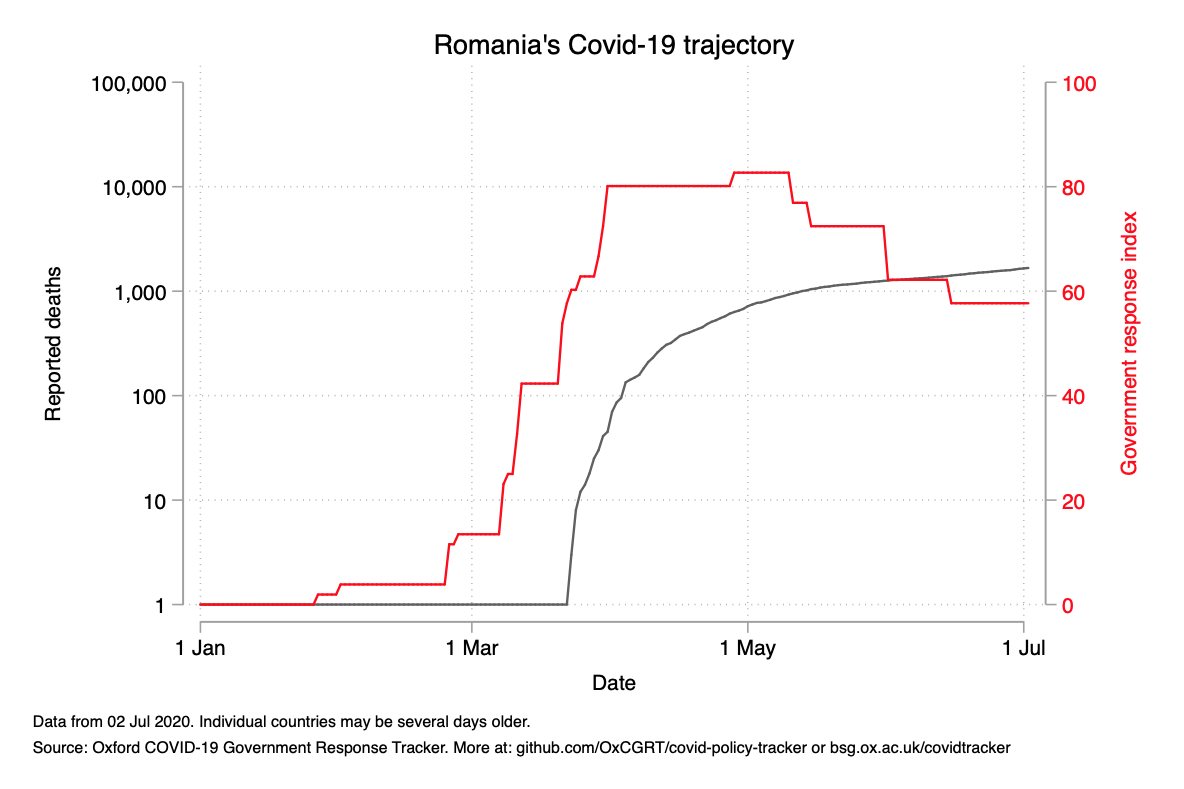 Romania's Covid-19 trajectory
100,000
10,000
1,000
100
10
1
Reported deaths
100
80
60
40
20
0
Government response index
1 Jan
1 Mar
1 May
1 Jul
Date
Data from 02 Jul 2020. Individual countries may be several days older.
Source: Oxford COVID-19 Government Response Tracker. More at: github.com/OxCGRT/covid-policy-tracker or bsg.ox.ac.uk/covidtracker